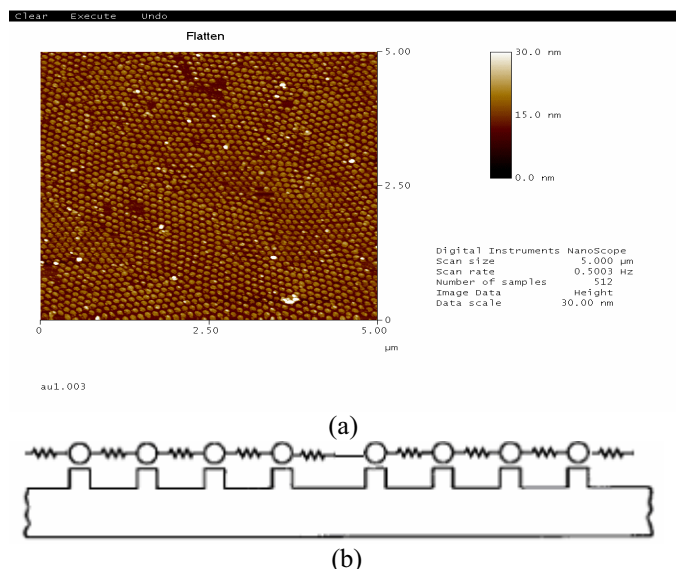 Clear Execute Undo
Flatten
5.00
2.50
0
0 2.50 5.00
µm
30.0 nm
15.0 nm
0.0 nm
Digital Instruments NanoScope
Scan size 5.000 µm
Scan rate 0.5003 Hz
Number of samples 512
Image Data Height
Data scale 30.00 nm
au1.003
(a)
(b)